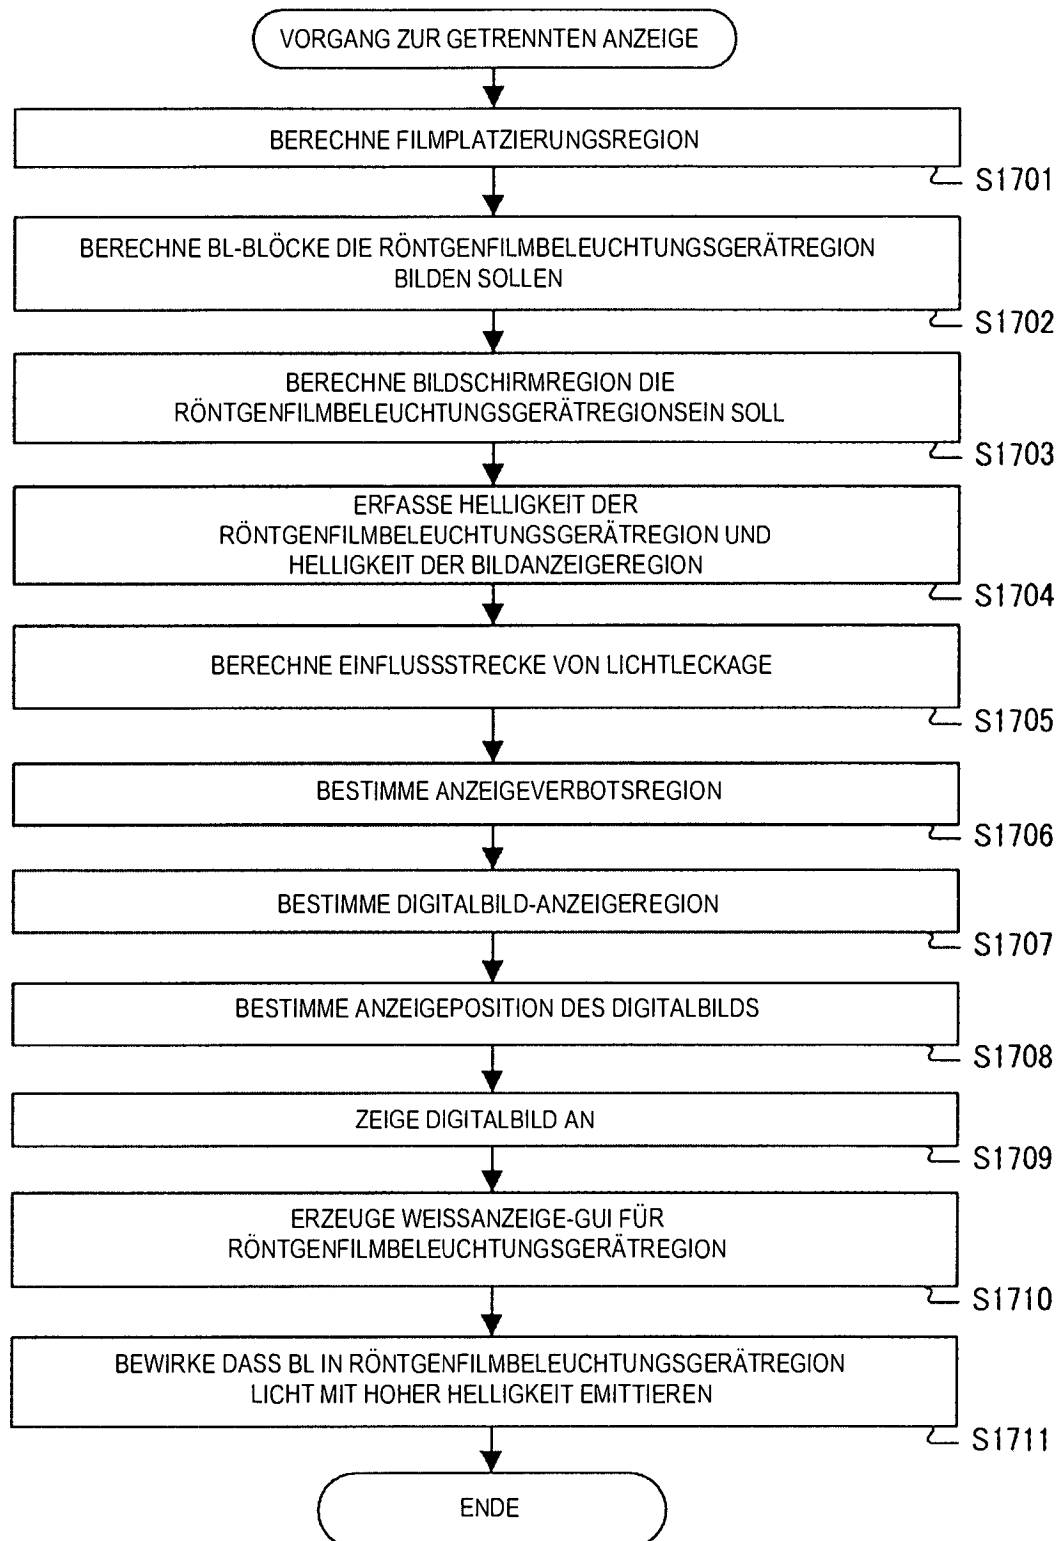 VORGANG ZUR GETRENNTEN ANZEIGE
BERECHNE FILMPLATZIERUNGSREGION
S1701
BERECHNE BL-BLÖCKE DIE RÖNTGENFILMBELEUCHTUNGSGERÄTREGION
BILDEN SOLLEN
S1702
BERECHNE BILDSCHIRMREGION DIE
RÖNTGENFILMBELEUCHTUNGSGERÄTREGIONSEIN SOLL
S1703
ERFASSE HELLIGKEIT DER
RÖNTGENFILMBELEUCHTUNGSGERÄTREGION UND
HELLIGKEIT DER BILDANZEIGEREGION
S1704
BERECHNE EINFLUSSSTRECKE VON LICHTLECKAGE
S1705
BESTIMME ANZEIGEVERBOTSREGION
S1706
BESTIMME DIGITALBILD-ANZEIGEREGION
S1707
BESTIMME ANZEIGEPOSITION DES DIGITALBILDS
S1708
ZEIGE DIGITALBILD AN
S1709
ERZEUGE WEISSANZEIGE-GUI FÜR
RÖNTGENFILMBELEUCHTUNGSGERÄTREGION
S1710
BEWIRKE DASS BL IN RÖNTGENFILMBELEUCHTUNGSGERÄTREGION
LICHT MIT HOHER HELLIGKEIT EMITTIEREN
S1711
ENDE